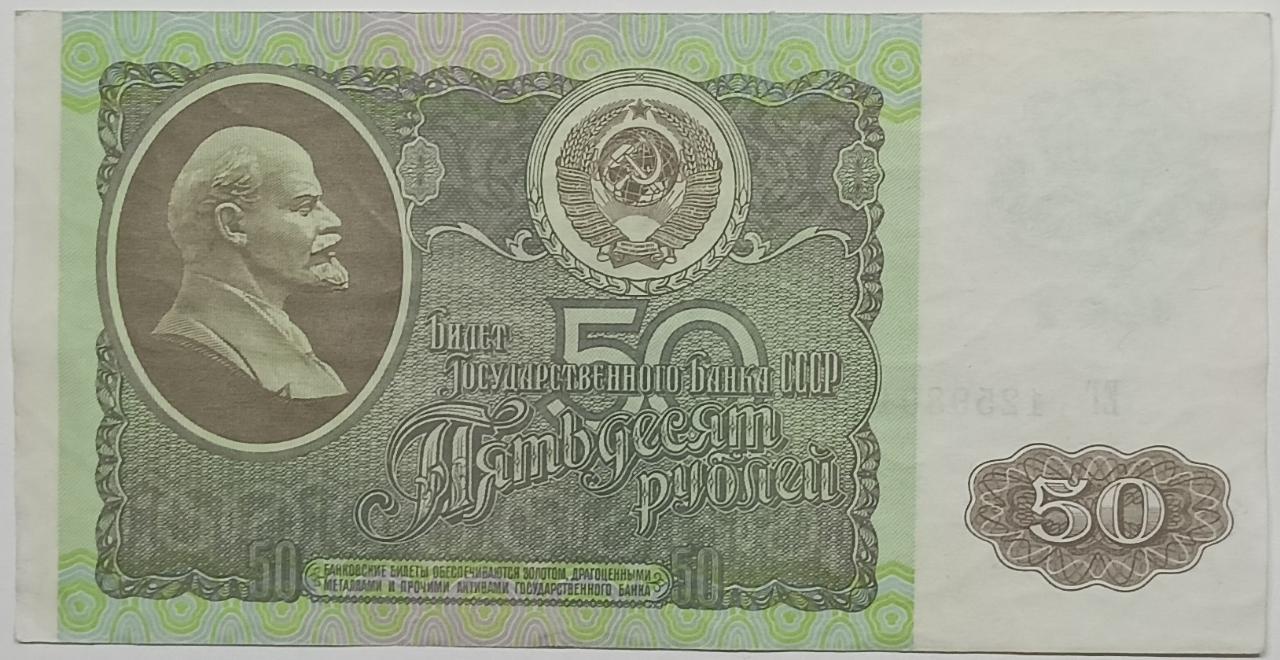 50
БИЛЕТ
ГОСУДАРСТВЕННОГО БАНКА СССР
Пятьдесят
рублей
50
БАНКОВСКИЕ БИЛЕТЫ ОБЕСПЕЧИВАЮТСЯ ЗОЛОТОМ, ДРАГОЦЕННЫМИ
МЕТАЛЛАМИ И ПРОЧИМИ АКТИВАМИ ГОСУДАРСТВЕННОГО БАНКА
50
50